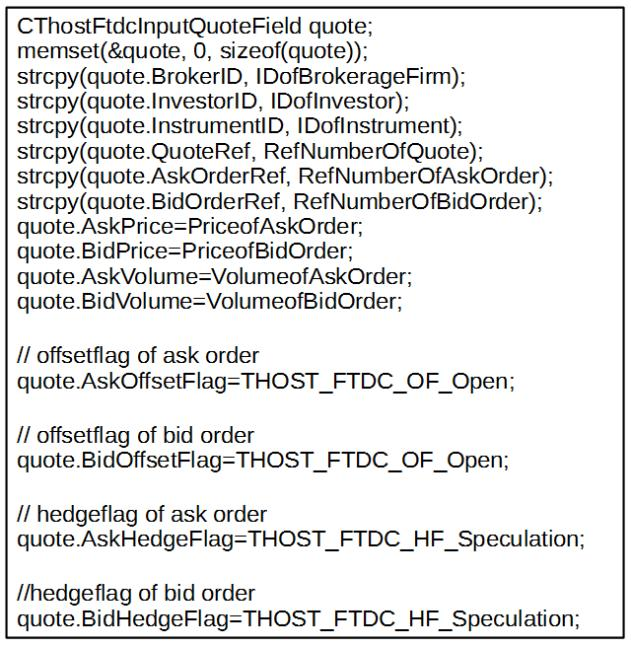 CThostFtdcInputQuoteField quote;
memset(&quote, 0, sizeof(quote));
strcpy(quote.BrokerID, IDofBrokerageFirm);
strcpy(quote.InvestorID, IDofInvestor);
strcpy(quote.InstrumentID, IDofInstrument);
strcpy(quote.QuoteRef, RefNumberOfQuote);
strcpy(quote.AskOrderRef, RefNumberOfAskOrder);
strcpy(quote.BidOrderRef, RefNumberOfBidOrder);
quote.AskPrice=PriceofAskOrder;
quote.BidPrice=PriceofBidOrder;
quote.AskVolume=VolumeofAskOrder;
quote.BidVolume=VolumeofBidOrder;
// offsetflag of ask order
quote.AskOffsetFlag=THOST_FTDC_OF_Open;
// offsetflag of bid order
quote.BidOffsetFlag=THOST_FTDC_OF_Open;
// hedgeflag of ask order
quote.AskHedgeFlag=THOST_FTDC_HF_Speculation;
//hedgeflag of bid order
quote.BidHedgeFlag=THOST_FTDC_HF_Speculation;